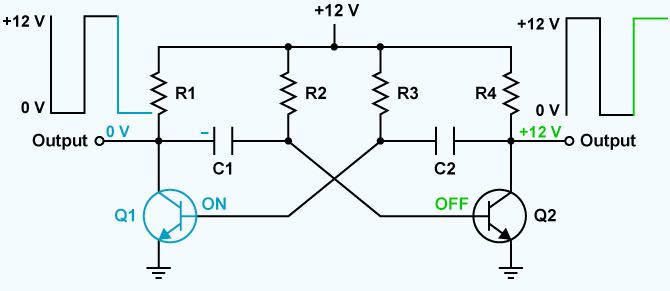 +12 V
+12 V
+12 V
R1
R2
R3
R4
0 V
0 V
0 V
+12 V
Output
–
Output
C1
C2
Q1
ON
OFF
Q2